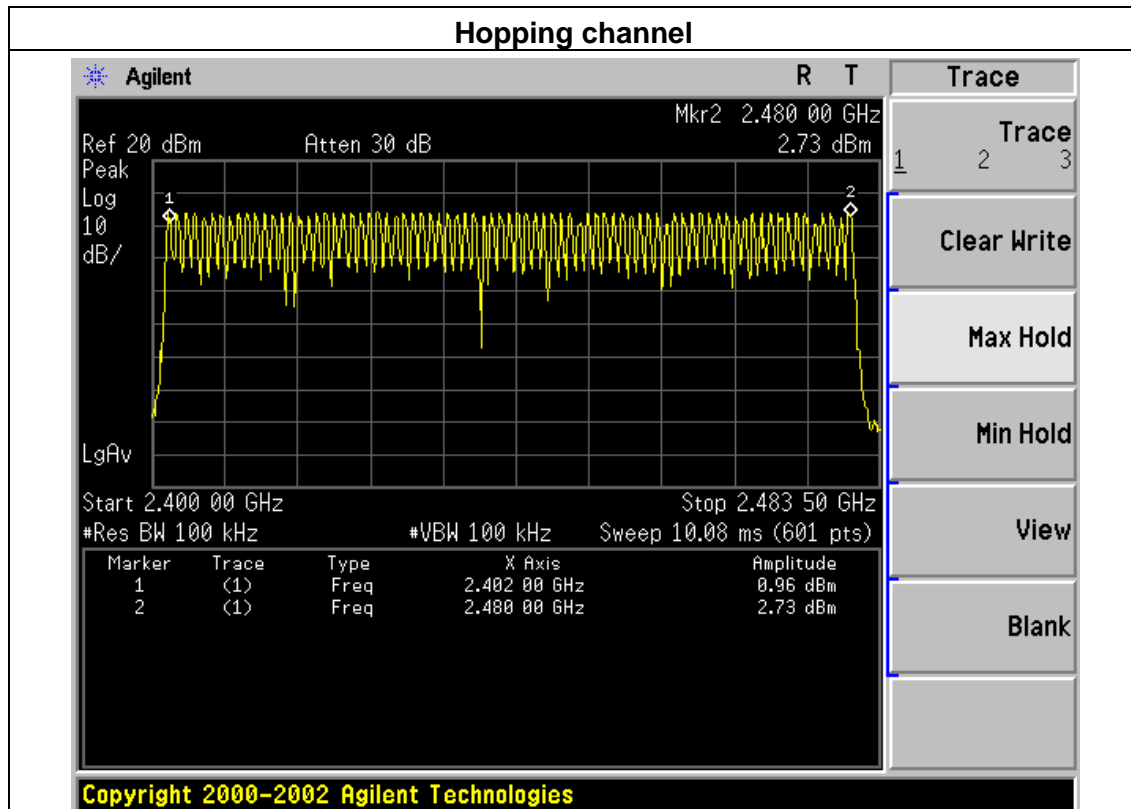 Hopping channel
Agilent R T Trace
Mkr2 2.480 00 GHz
Ref 20 dBm Atten 30 dB 2.73 dBm
Peak
Log
10
dB/
1
2
LgAv
Start 2.400 00 GHz Stop 2.483 50 GHz
#Res BW 100 kHz #VBW 100 kHz Sweep 10.08 ms (601 pts)
Marker Trace Type X Axis Amplitude
1 (1) Freq 2.402 00 GHz 0.96 dBm
2 (1) Freq 2.480 00 GHz 2.73 dBm
Trace
1 2 3
Clear Write
Max Hold
Min Hold
View
Blank
Copyright 2000-2002 Agilent Technologies